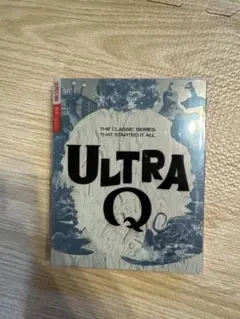 THE CLASSIC SERIES
THAT STARTED IT ALL
ULTRA
Q